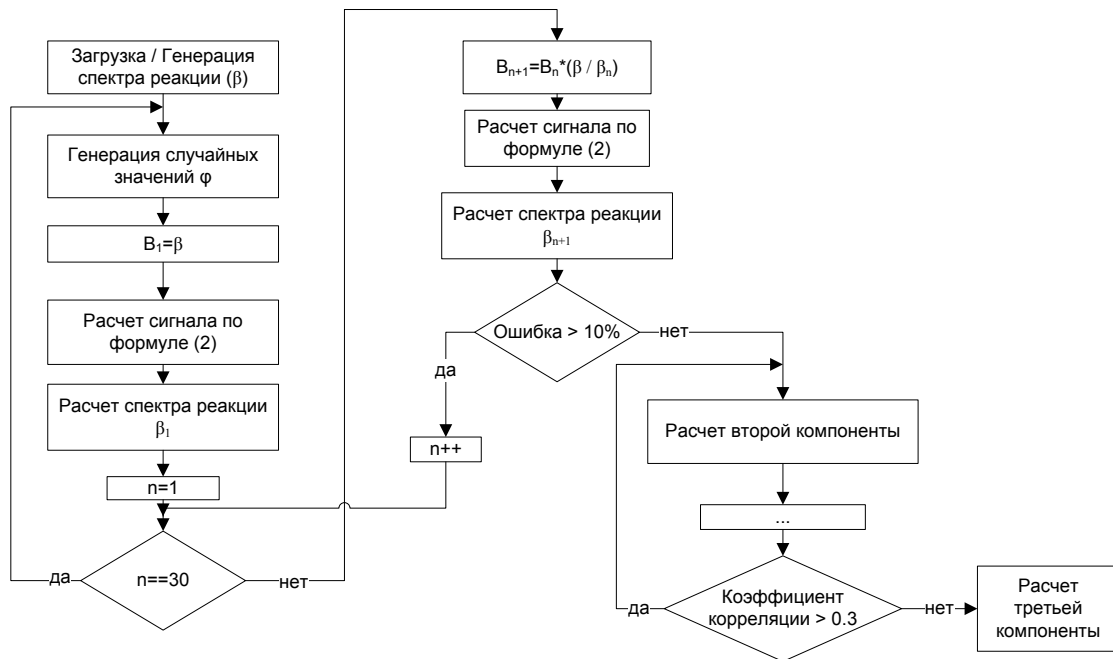 Загрузка / Генерация
спектра реакции (β)
Генерация случайных
значений φ
B₁=β
Расчет сигнала по
формуле (2)
Расчет спектра реакции
β₁
n=1
n==30
да
нет
Bₙ₊₁=Bₙ*(β / βₙ)
Расчет сигнала по
формуле (2)
Расчет спектра реакции
βₙ₊₁
Ошибка > 10%
нет
да
n++
Расчет второй компоненты
...
Коэффициент
корреляции > 0.3
да
нет
Расчет
третьей
компоненты